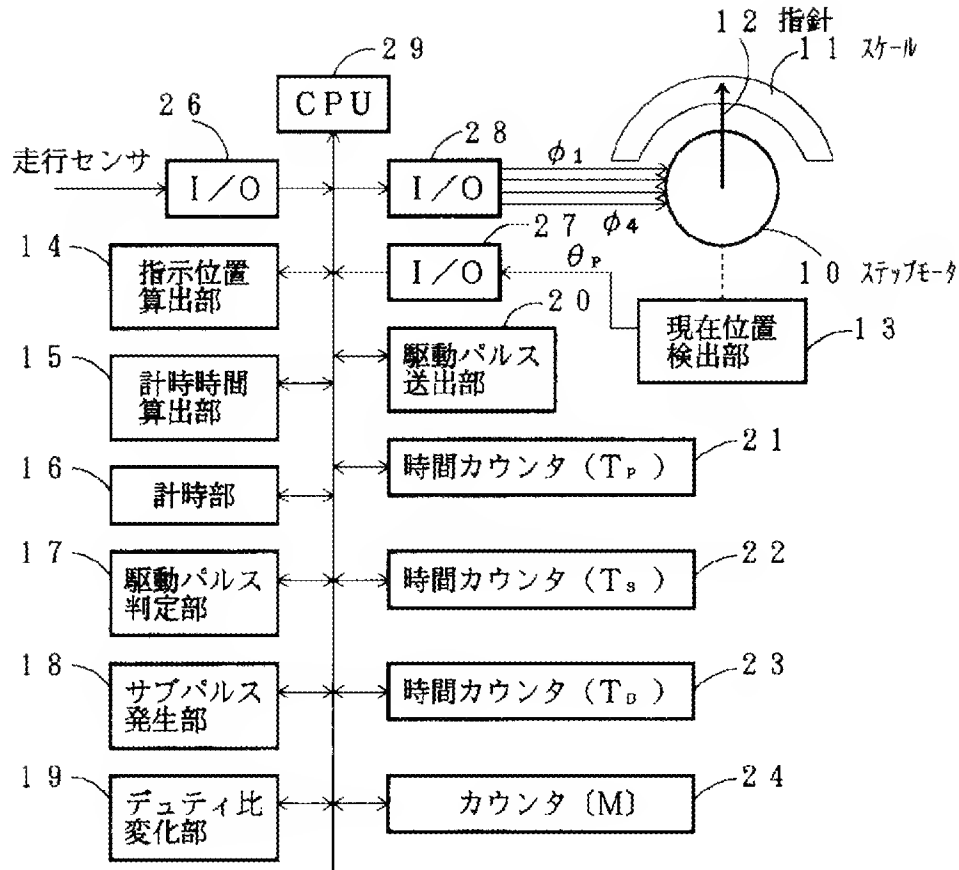 12 指針
11 スケール
29
CPU
26
28
走行センサ
I/O
I/O
φ1
φ4
27
I/O
θP
14
指示位置
算出部
10 ステップモータ
20
現在位置
検出部
13
駆動パルス
送出部
15
計時時間
算出部
21
時間カウンタ(TP)
16
計時部
17
駆動パルス
判定部
22
時間カウンタ(TS)
18
サブパルス
発生部
23
時間カウンタ(TD)
19
デュティ比
変化部
24
カウンタ〔M〕